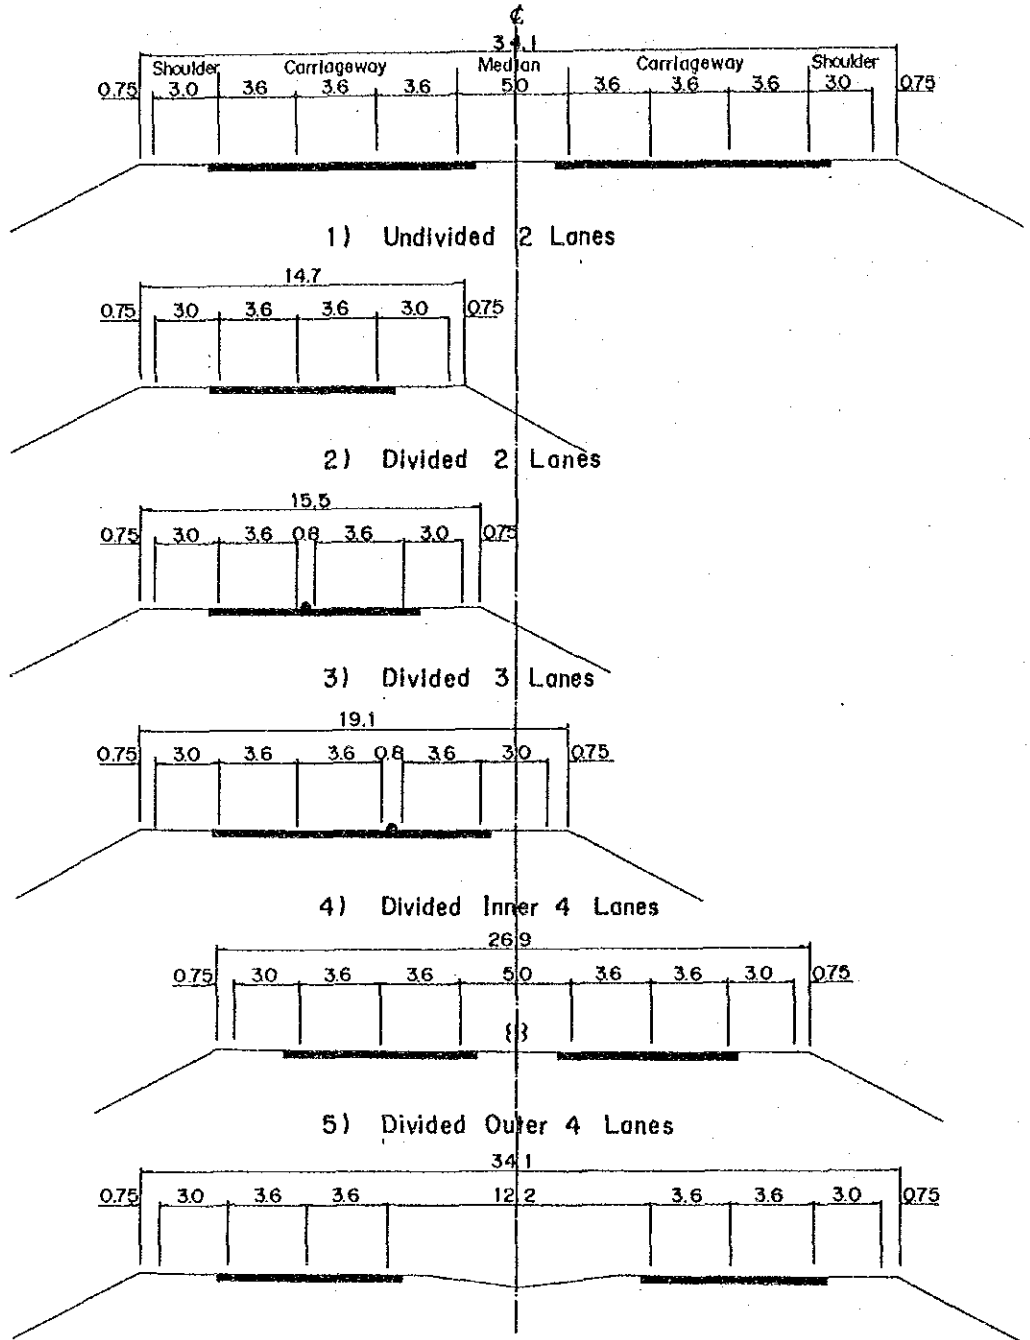 ℄
34.1
Shoulder Carriageway Median Carriageway Shoulder
0.75 3.0 3.6 3.6 3.6 5.0 3.6 3.6 3.6 3.0 0.75
1) Undivided 2 Lanes
14.7
0.75 3.0 3.6 3.6 3.0 0.75
2) Divided 2 Lanes
15.5
0.75 3.0 3.6 0.8 3.6 3.0 0.75
3) Divided 3 Lanes
19.1
0.75 3.0 3.6 3.6 0.8 3.6 3.0 0.75
4) Divided Inner 4 Lanes
26.9
0.75 3.0 3.6 3.6 5.0 3.6 3.6 3.0 0.75
5) Divided Outer 4 Lanes
34.1
0.75 3.0 3.6 3.6 12.2 3.6 3.6 3.0 0.75